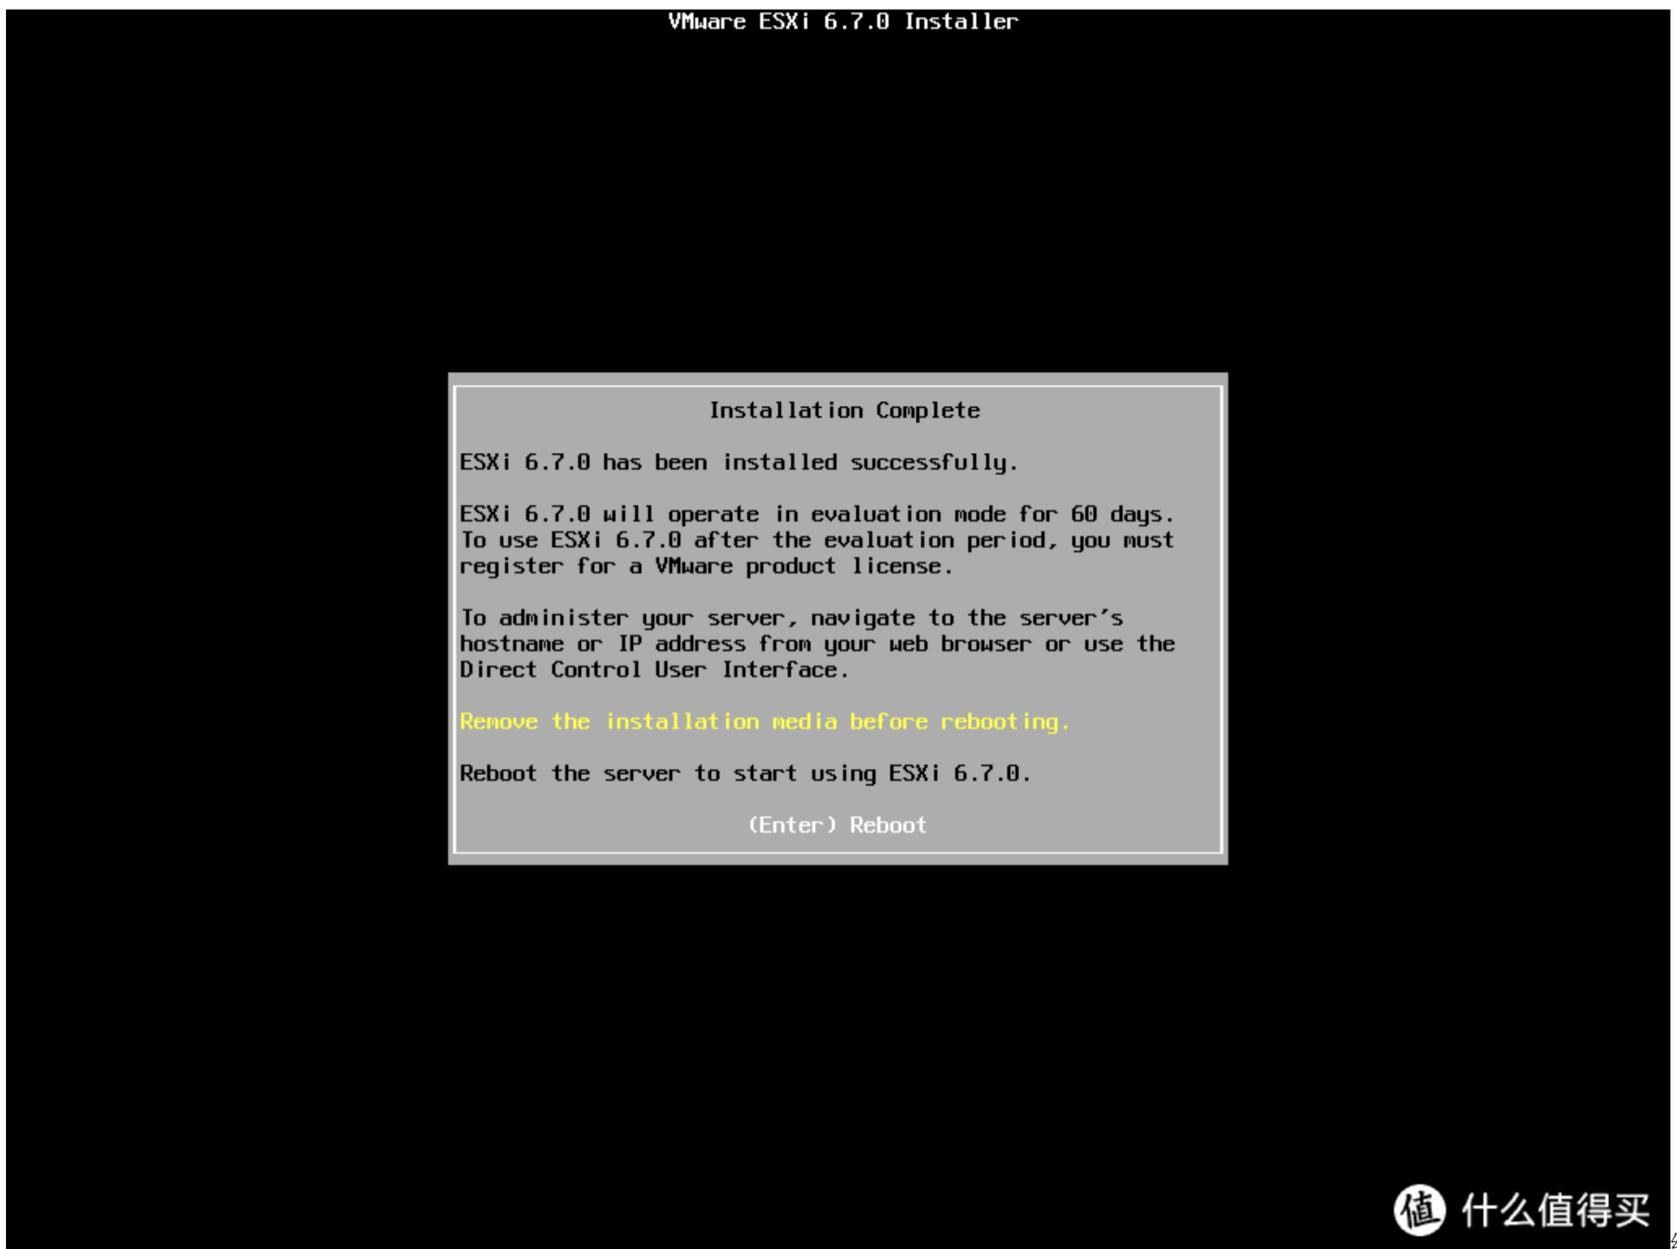 VMware ESXi 6.7.0 Installer
Installation Complete
ESXi 6.7.0 has been installed successfully.
ESXi 6.7.0 will operate in evaluation mode for 60 days.
To use ESXi 6.7.0 after the evaluation period, you must
register for a VMware product license.
To administer your server, navigate to the server's
hostname or IP address from your web browser or use the
Direct Control User Interface.
Remove the installation media before rebooting.
Reboot the server to start using ESXi 6.7.0.
(Enter) Reboot
值 什么值得买